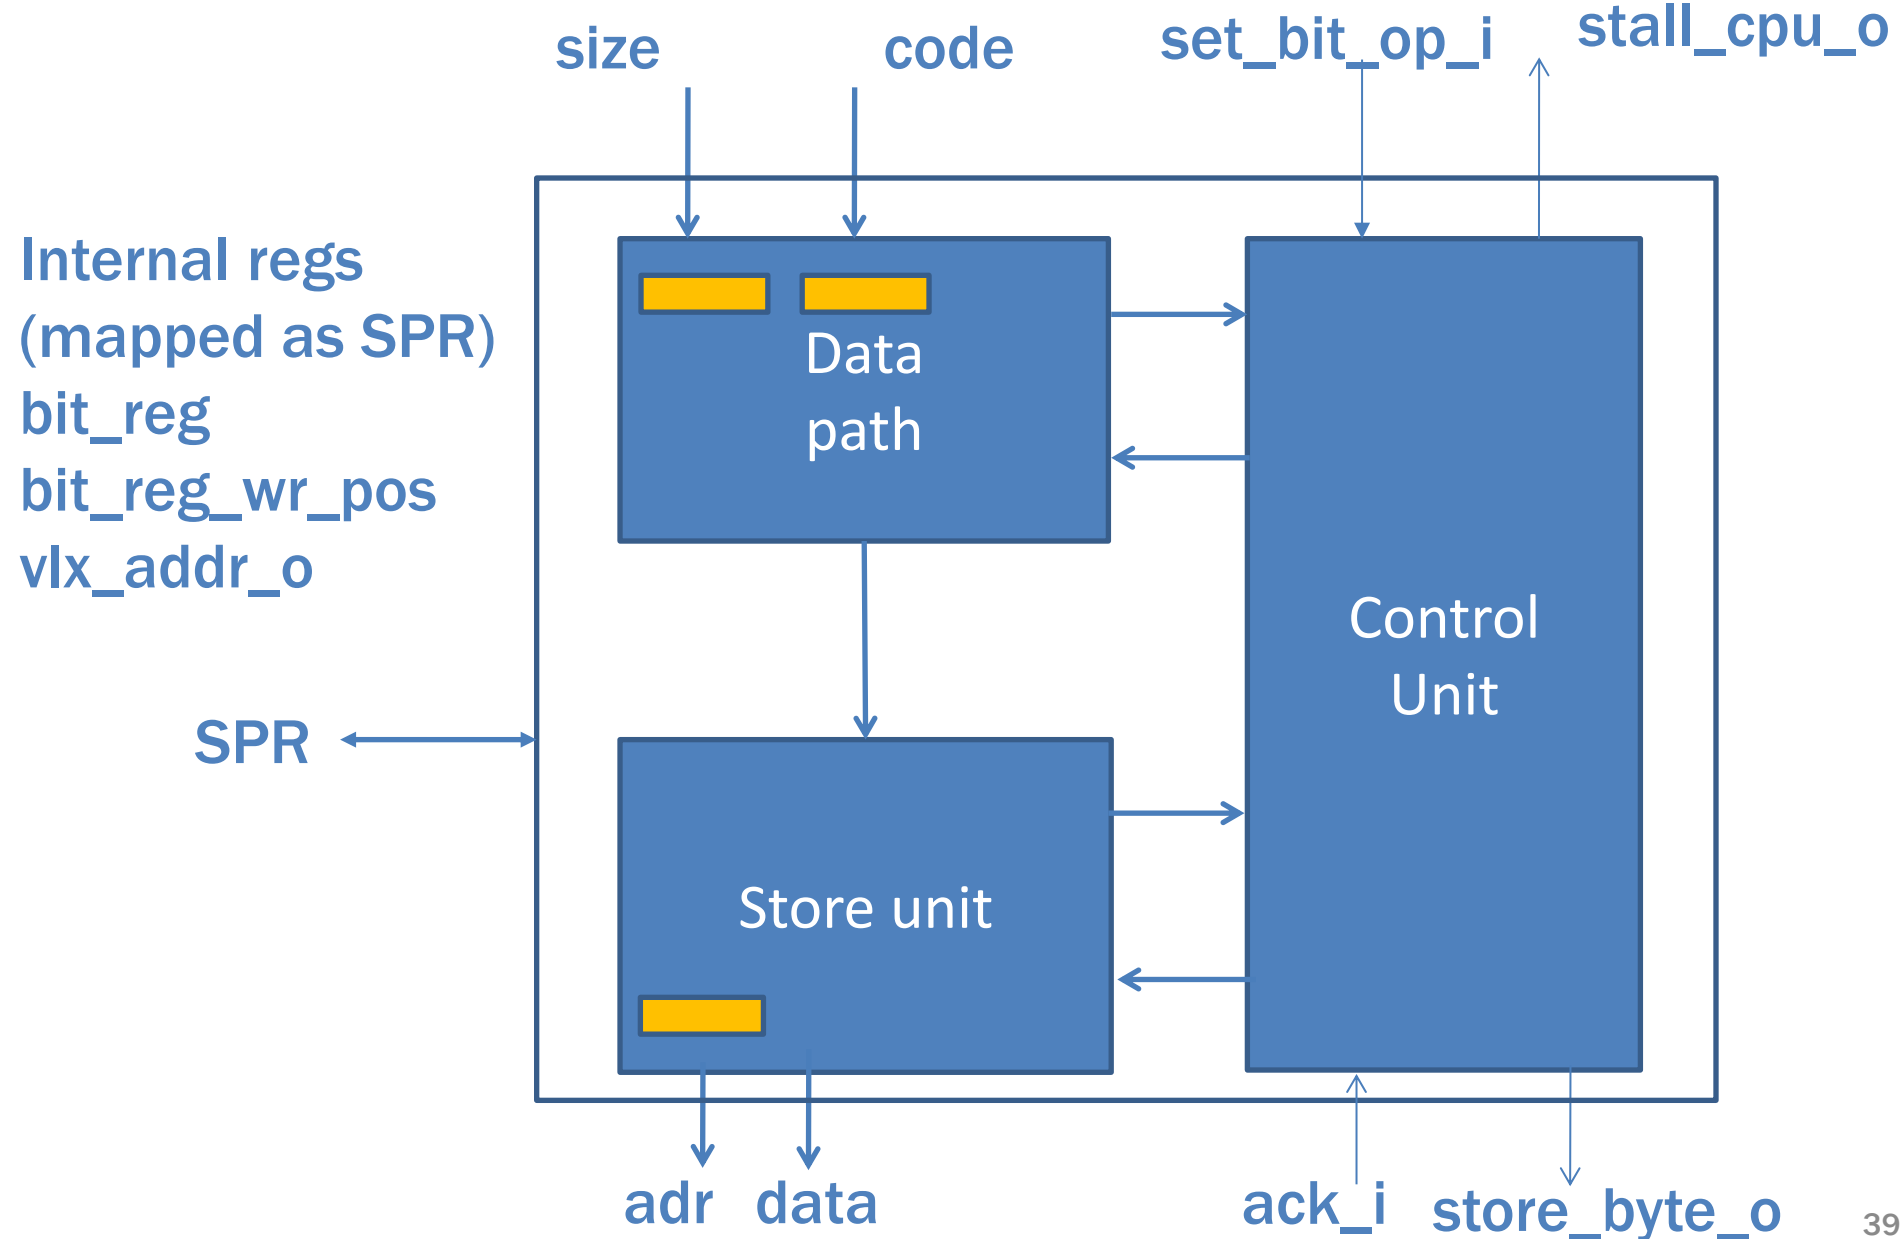 size
code
set_bit_op_i
stall_cpu_o
Internal regs
(mapped as SPR)
bit_reg
bit_reg_wr_pos
vlx_addr_o
Data
path
Control
Unit
SPR
Store unit
adr
data
ack_i
store_byte_o
39